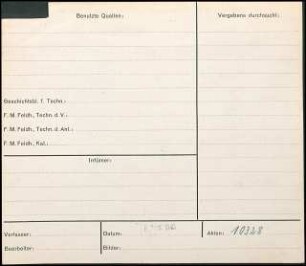 Benutzte Quellen:
Vergebens durchsucht:
Geschichtsbl. f. Techn.:
F. M. Feldh., Techn. d. V.:
F. M. Feldh., Techn. d. Ant.:
F. M. Feldh., Kal.:
Irrtümer:
Verfasser:
Datum:
Akten: 10328
Bearbeiter:
Bilder: